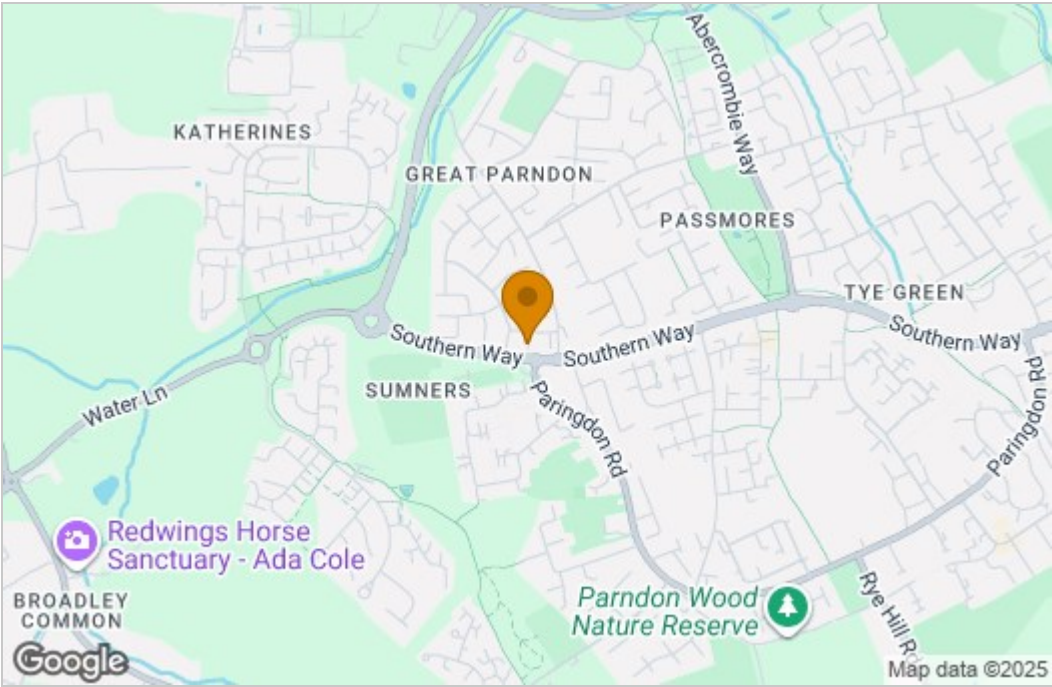 Abercrombie Way
KATHERINES
GREAT PARNDON
PASSMORES
TYE GREEN
Southern Way
Southern Way
Southern Way
SUMNERS
Water Ln
Paringdon Rd
Paringdon Rd
Redwings Horse
Sanctuary - Ada Cole
BROADLEY
COMMON
Parndon Wood
Nature Reserve
Rye Hill Rd
Google
Map data ©2025